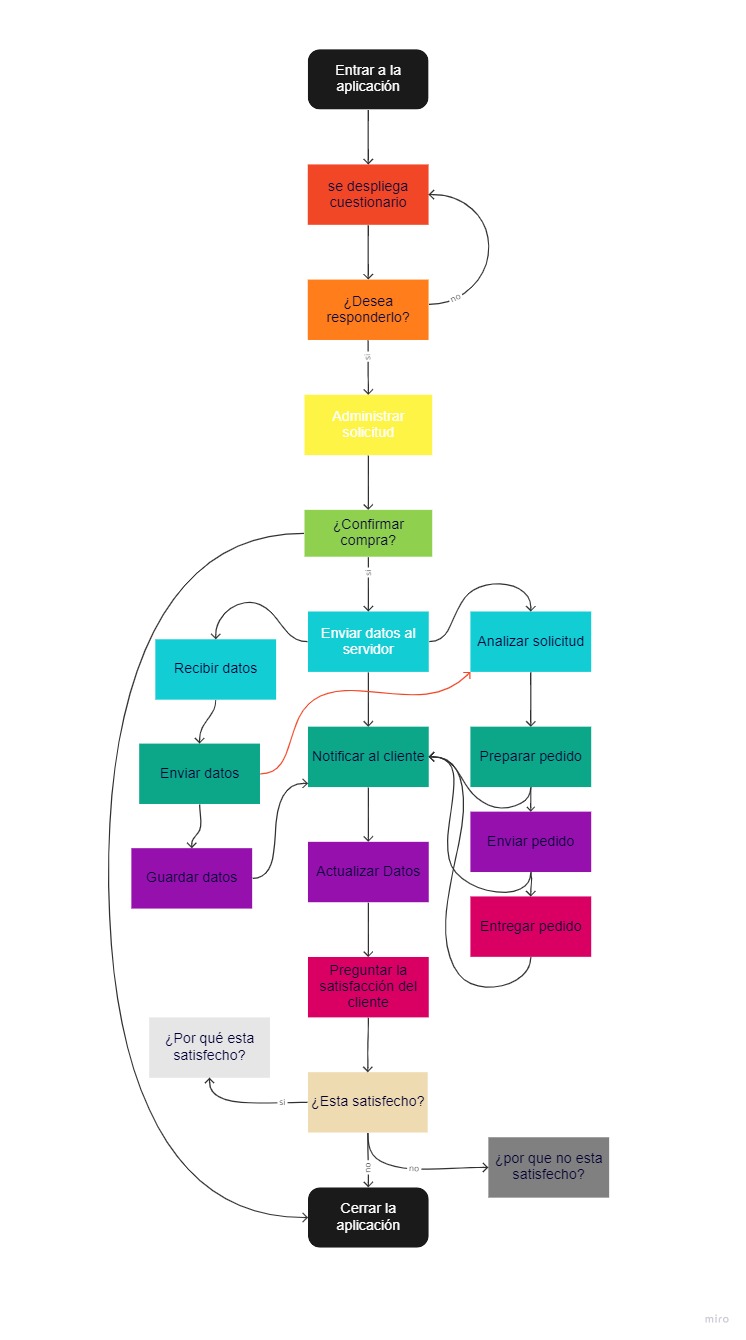 Entrar a la
aplicación
se despliega
cuestionario
¿Desea
responderlo?
no
si
Administrar
solicitud
¿Confirmar
compra?
si
Enviar datos al
servidor
Analizar solicitud
Recibir datos
Notificar al cliente
Preparar pedido
Enviar datos
Enviar pedido
Actualizar Datos
Guardar datos
Entregar pedido
Preguntar la
satisfacción del
cliente
¿Por qué esta
satisfecho?
si
¿Esta satisfecho?
no
no
¿por que no esta
satisfecho?
Cerrar la
aplicación
miro